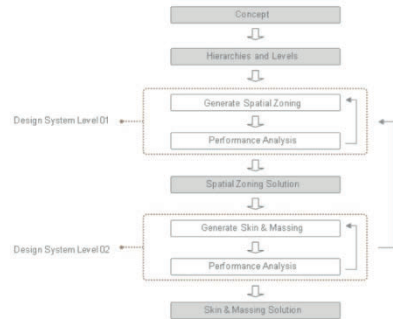 Concept
Hierarchies and Levels
Generate Spatial Zoning
Design System Level 01
Performance Analysis
Spatial Zoning Solution
Generate Skin & Massing
Design System Level 02
Performance Analysis
Skin & Massing Solution